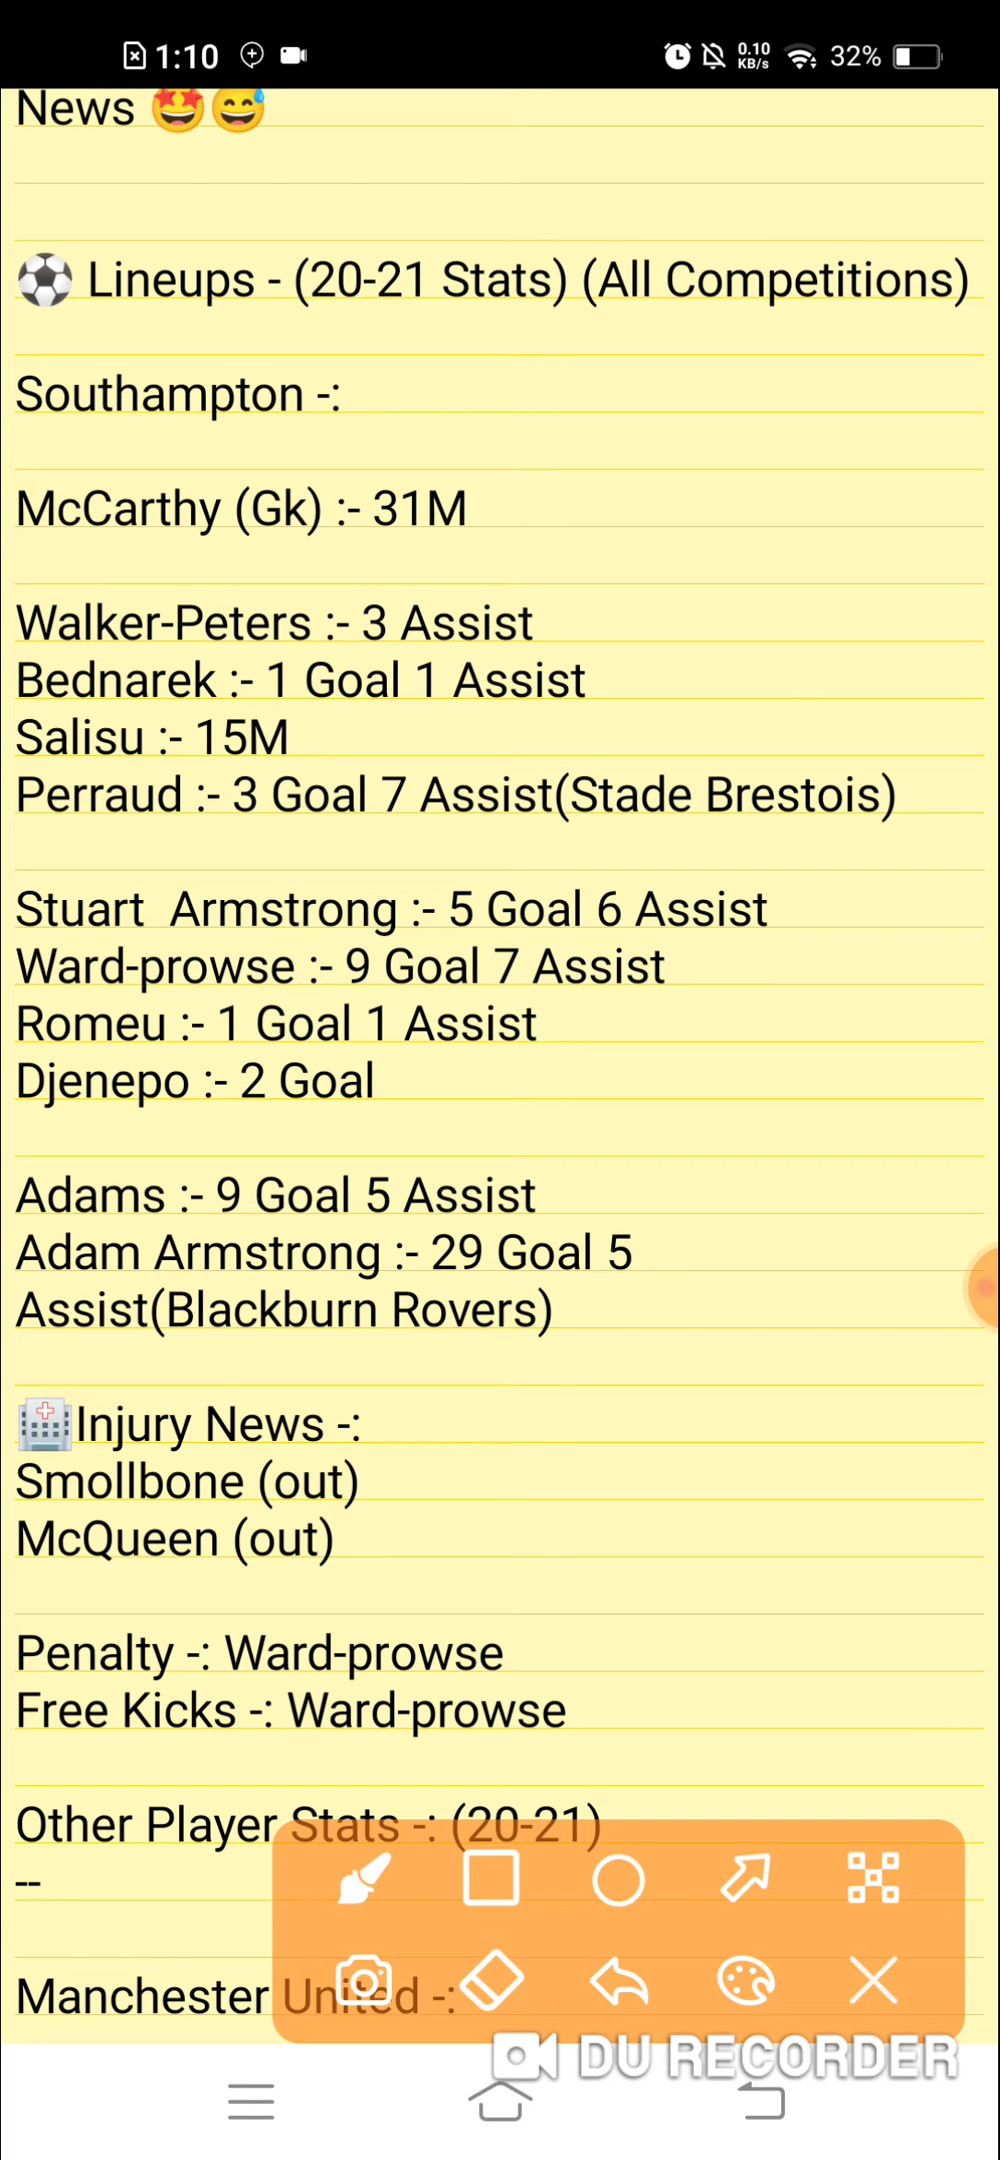 1:10
0.10
KB/s
32%
News 🤩😅
⚽ Lineups - (20-21 Stats) (All Competitions)
Southampton -:
McCarthy (Gk) :- 31M
Walker-Peters :- 3 Assist
Bednarek :- 1 Goal 1 Assist
Salisu :- 15M
Perraud :- 3 Goal 7 Assist(Stade Brestois)
Stuart  Armstrong :- 5 Goal 6 Assist
Ward-prowse :- 9 Goal 7 Assist
Romeu :- 1 Goal 1 Assist
Djenepo :- 2 Goal
Adams :- 9 Goal 5 Assist
Adam Armstrong :- 29 Goal 5
Assist(Blackburn Rovers)
🏥Injury News -:
Smollbone (out)
McQueen (out)
Penalty -: Ward-prowse
Free Kicks -: Ward-prowse
Other Player Stats -: (20-21)
--
Manchester United -:
DU RECORDER